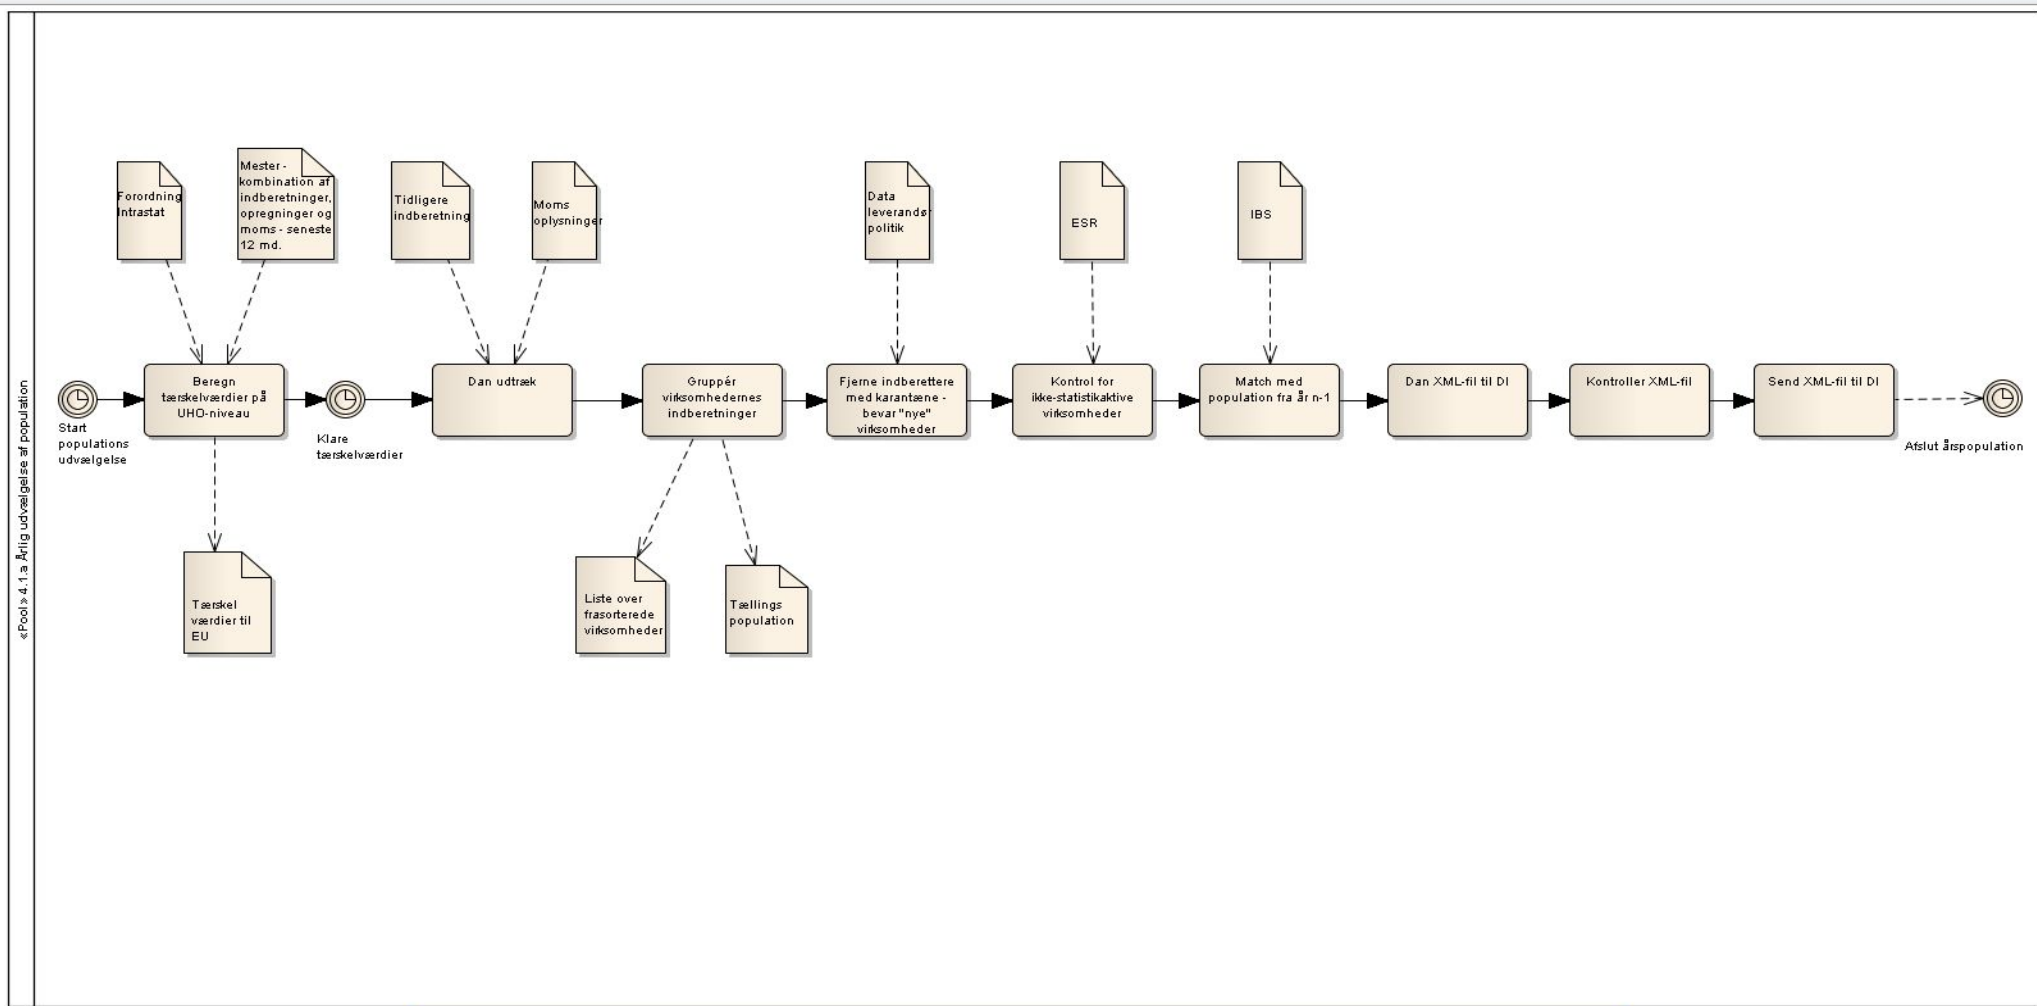 «Pool» 4.1.a Årlig udvælgelse af population
Forordning
Intrastat
Mester-
kombination af
indberetninger,
opregninger og
moms - seneste
12 md.
Tidligere
indberetning
Moms
oplysninger
Data
leverandør
politik
ESR
IBS
Start
populations
udvælgelse
Beregn
tærskelværdier på
UHO-niveau
Klare
tærskelværdier
Dan udtræk
Gruppér
virksomhedernes
indberetninger
Fjerne indberettere
med karantæne -
bevar "nye"
virksomheder
Kontrol for
ikke-statistikaktive
virksomheder
Match med
population fra år n-1
Dan XML-fil til DI
Kontroller XML-fil
Send XML-fil til DI
Afslut årspopulation
Tærskel
værdier til
EU
Liste over
frasorterede
virksomheder
Tællings
population